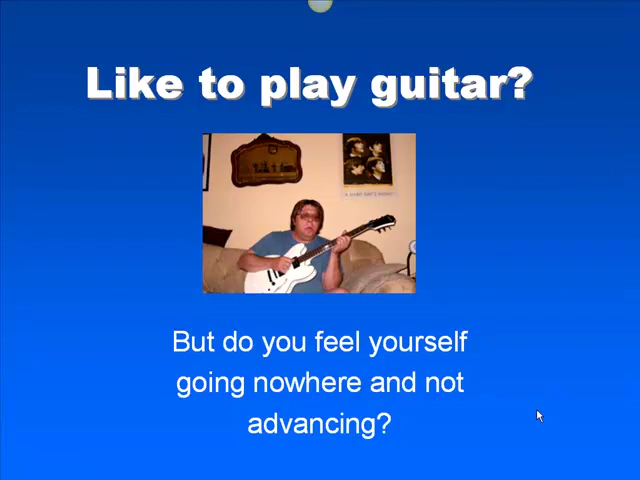 Like to play guitar?
But do you feel yourself
going nowhere and not
advancing?